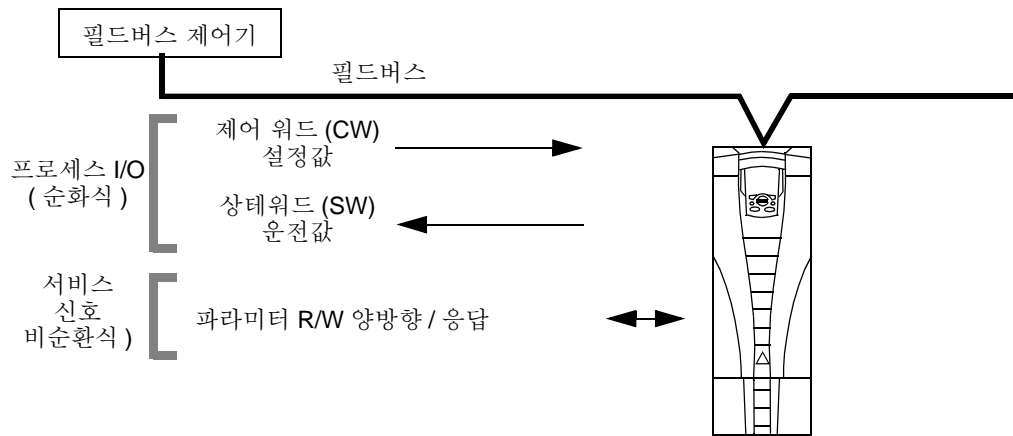 필드버스 제어기
필드버스
제어 워드 (CW)
설정값
프로세스 I/O
( 순화식 )
상테워드 (SW)
운전값
서비스
신호
비순환식 )
파라미터 R/W 양방향 / 응답